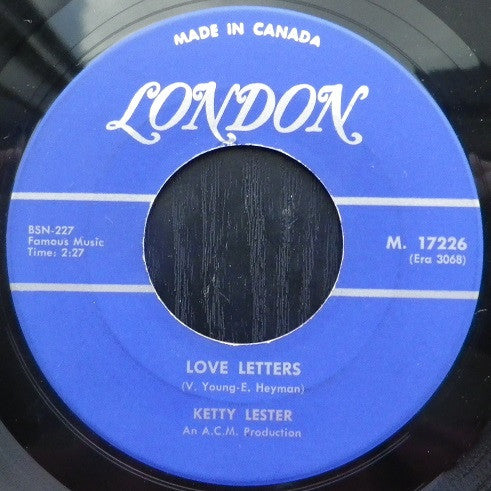 MADE IN CANADA
LONDON
BSN-227
Famous Music
Time: 2:27
M. 17226
(Era 3068)
LOVE LETTERS
(V. Young-E. Heyman)
KETTY LESTER
An A.C.M. Production